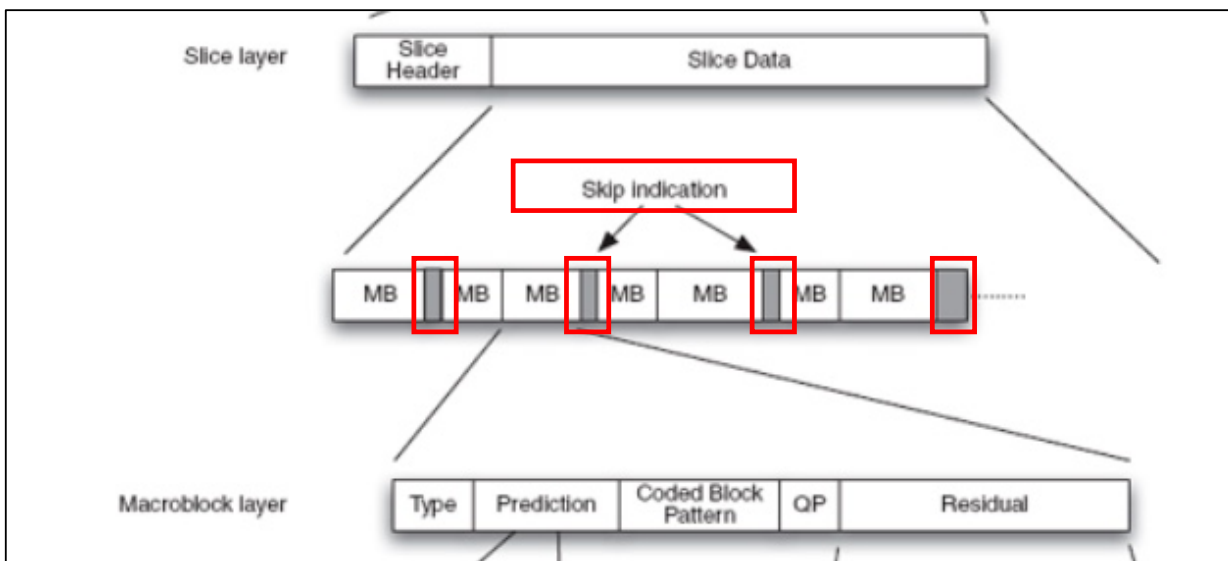 Slice layer
Slice
Header
Slice Data
Skip indication
MB MB MB MB MB MB MB
Macroblock layer
Type
Prediction
Coded Block
Pattern
QP
Residual